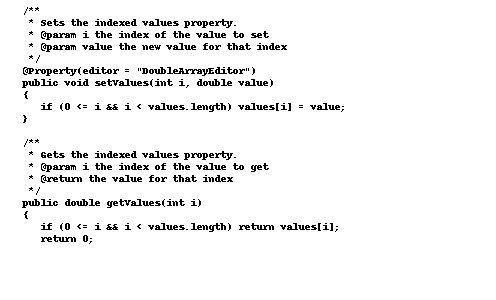 /**
 * Sets the indexed values property.
 * @param i the index of the value to set
 * @param value the new value for that index
 */
@Property(editor = "DoubleArrayEditor")
public void setValues(int i, double value)
{
   if (0 <= i && i < values.length) values[i] = value;
}

/**
 * Gets the indexed values property.
 * @param i the index of the value to get
 * @return the value for that index
 */
public double getValues(int i)
{
   if (0 <= i && i < values.length) return values[i];
   return 0;